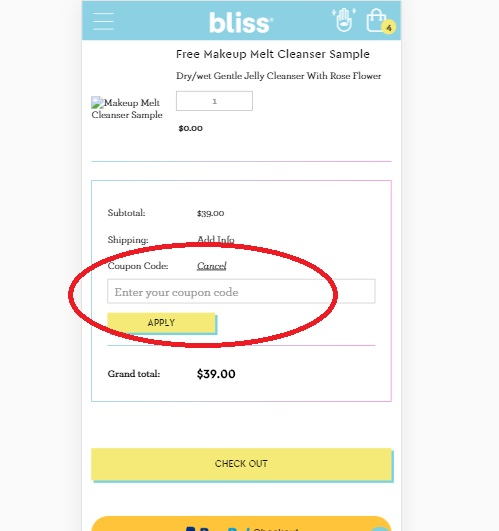 bliss
4
Free Makeup Melt Cleanser Sample
Dry/wet Gentle Jelly Cleanser With Rose Flower
Makeup Melt
Cleanser Sample
1
$0.00
Subtotal: $39.00
Shipping: Add Info
Coupon Code: Cancel
Enter your coupon code
APPLY
Grand total: $39.00
CHECK OUT
PayPal Checkout